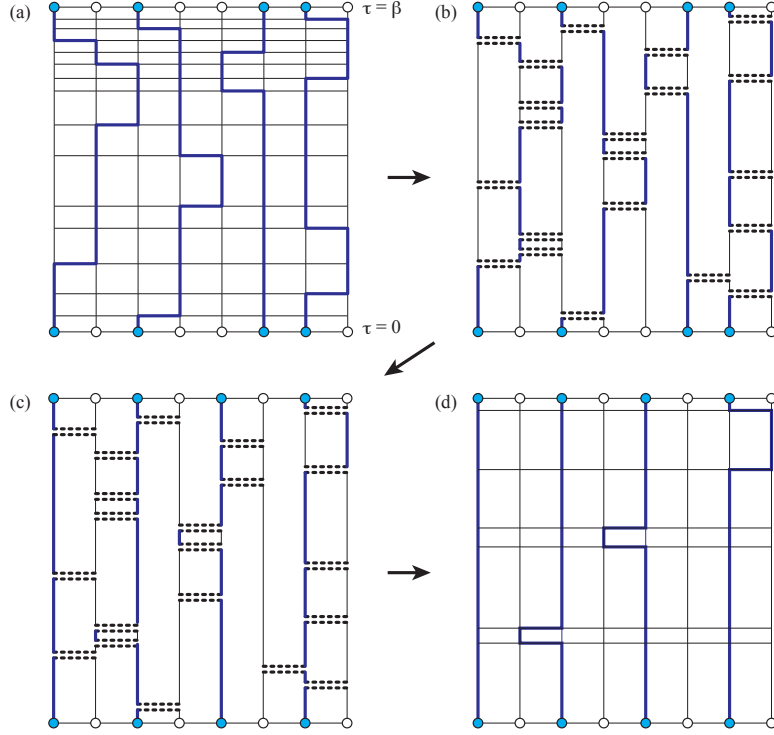 (a)
τ = β
(b)
τ = 0
(c)
(d)